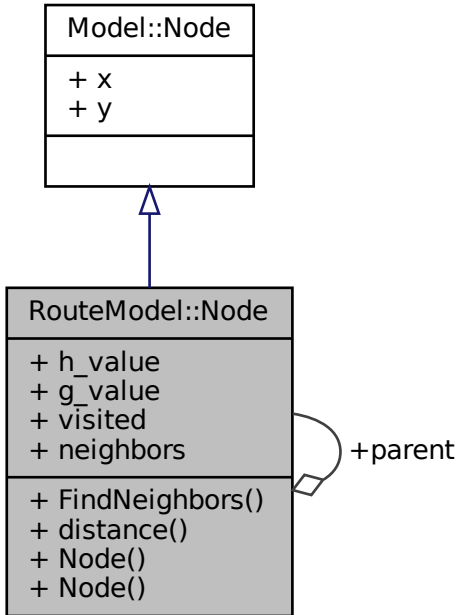 Model::Node
+ x
+ y
RouteModel::Node
+ h_value
+ g_value
+ visited
+ neighbors
+parent
+ FindNeighbors()
+ distance()
+ Node()
+ Node()